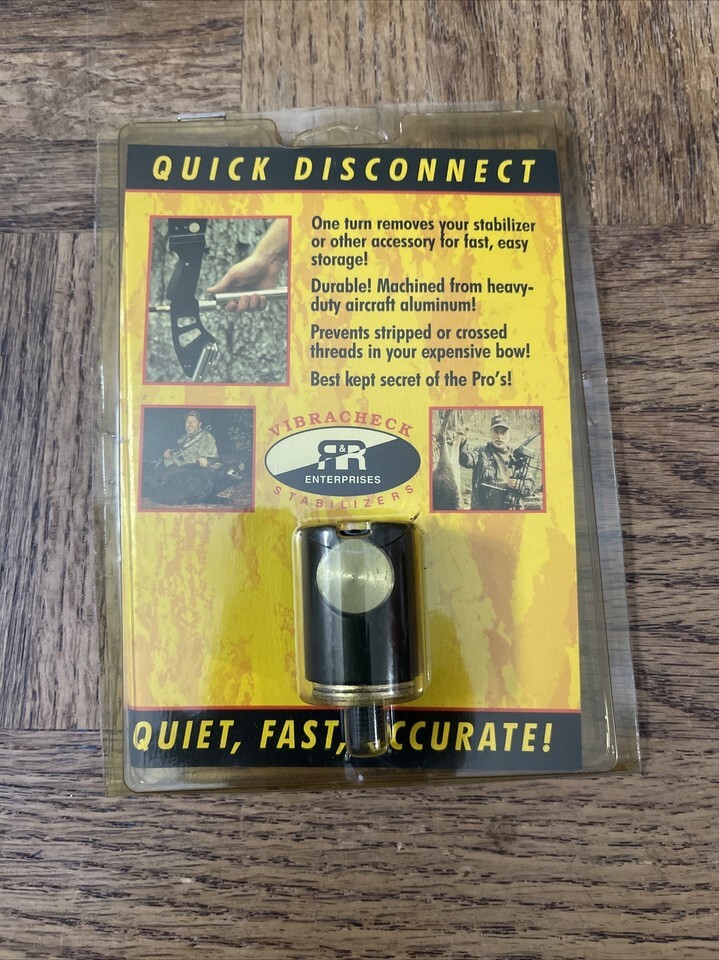 QUICK DISCONNECT
One turn removes your stabilizer
or other accessory for fast, easy
storage!
Durable! Machined from heavy-
duty aircraft aluminum!
Prevents stripped or crossed
threads in your expensive bow!
Best kept secret of the Pro's!
VIBRACHECK
R&R
ENTERPRISES
STABILIZERS
QUIET, FAST, CCURATE!